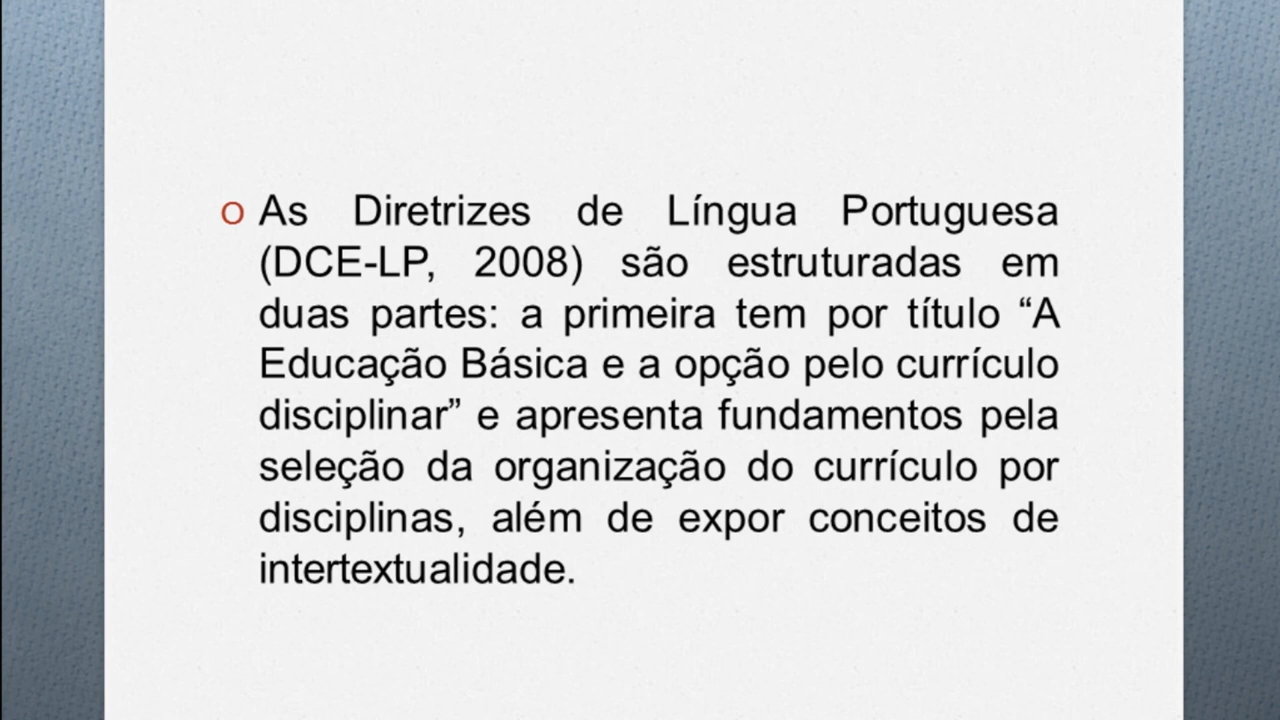 As Diretrizes de Língua Portuguesa
(DCE-LP, 2008) são estruturadas em
duas partes: a primeira tem por título “A
Educação Básica e a opção pelo currículo
disciplinar” e apresenta fundamentos pela
seleção da organização do currículo por
disciplinas, além de expor conceitos de
intertextualidade.